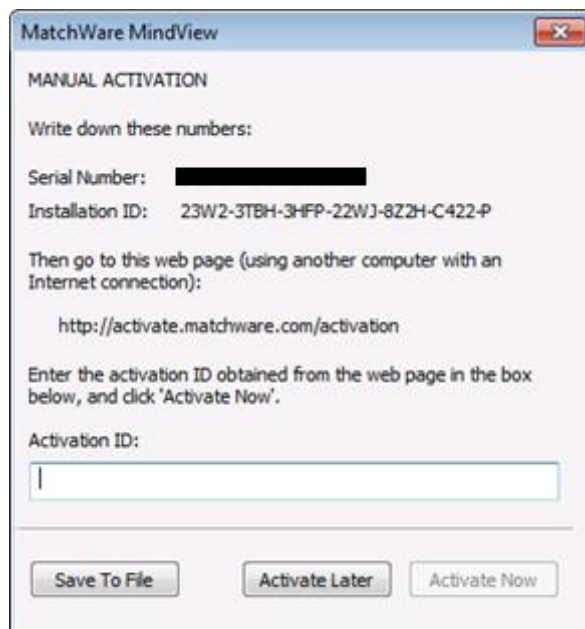 MatchWare MindView
MANUAL ACTIVATION
Write down these numbers:
Serial Number:
Installation ID: 23W2-3TBH-3HFP-22WJ-8Z2H-C422-P
Then go to this web page (using another computer with an
Internet connection):
http://activate.matchware.com/activation
Enter the activation ID obtained from the web page in the box
below, and click 'Activate Now'.
Activation ID:
Save To File Activate Later Activate Now